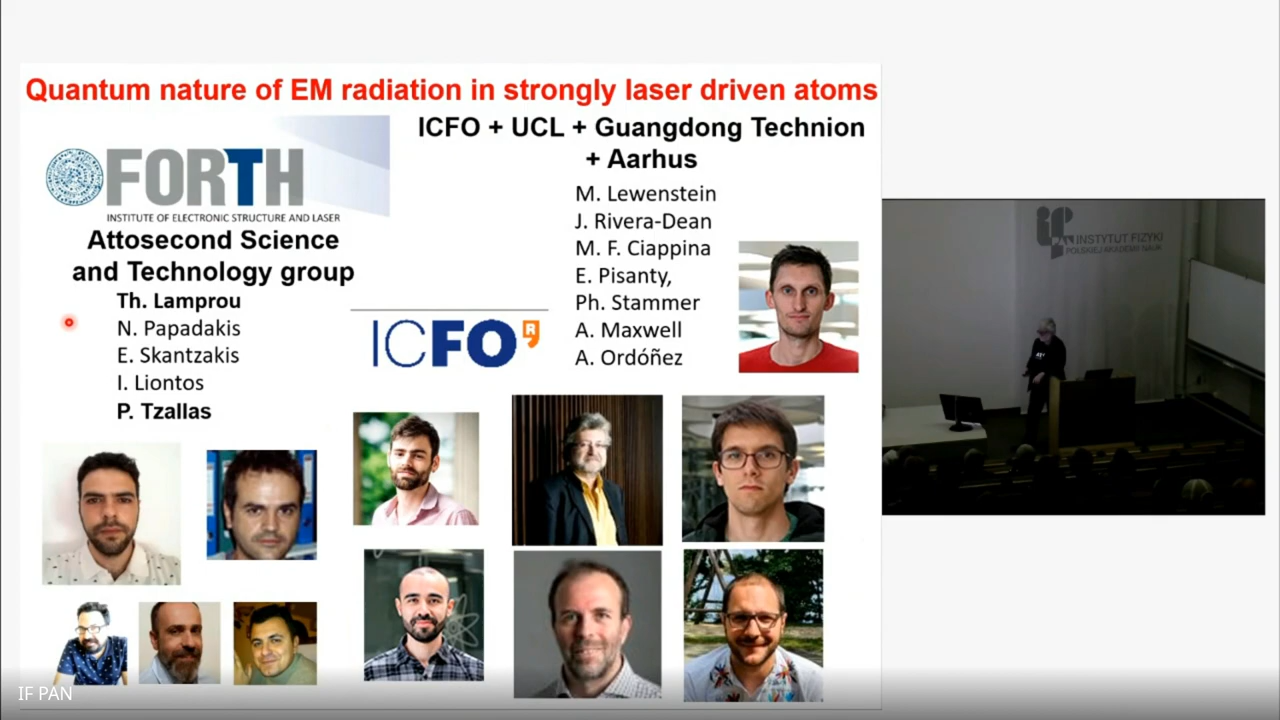 Quantum nature of EM radiation in strongly laser driven atoms
FORTH
INSTITUTE OF ELECTRONIC STRUCTURE AND LASER
Attosecond Science
and Technology group
Th. Lamprou
N. Papadakis
E. Skantzakis
I. Liontos
P. Tzallas
ICFO + UCL + Guangdong Technion
+ Aarhus
M. Lewenstein
J. Rivera-Dean
M. F. Ciappina
E. Pisanty,
Ph. Stammer
A. Maxwell
A. Ordóñez
ICFO
R
INSTYTUT FIZYKI
POLSKIEJ AKADEMII NAUK
IF PAN